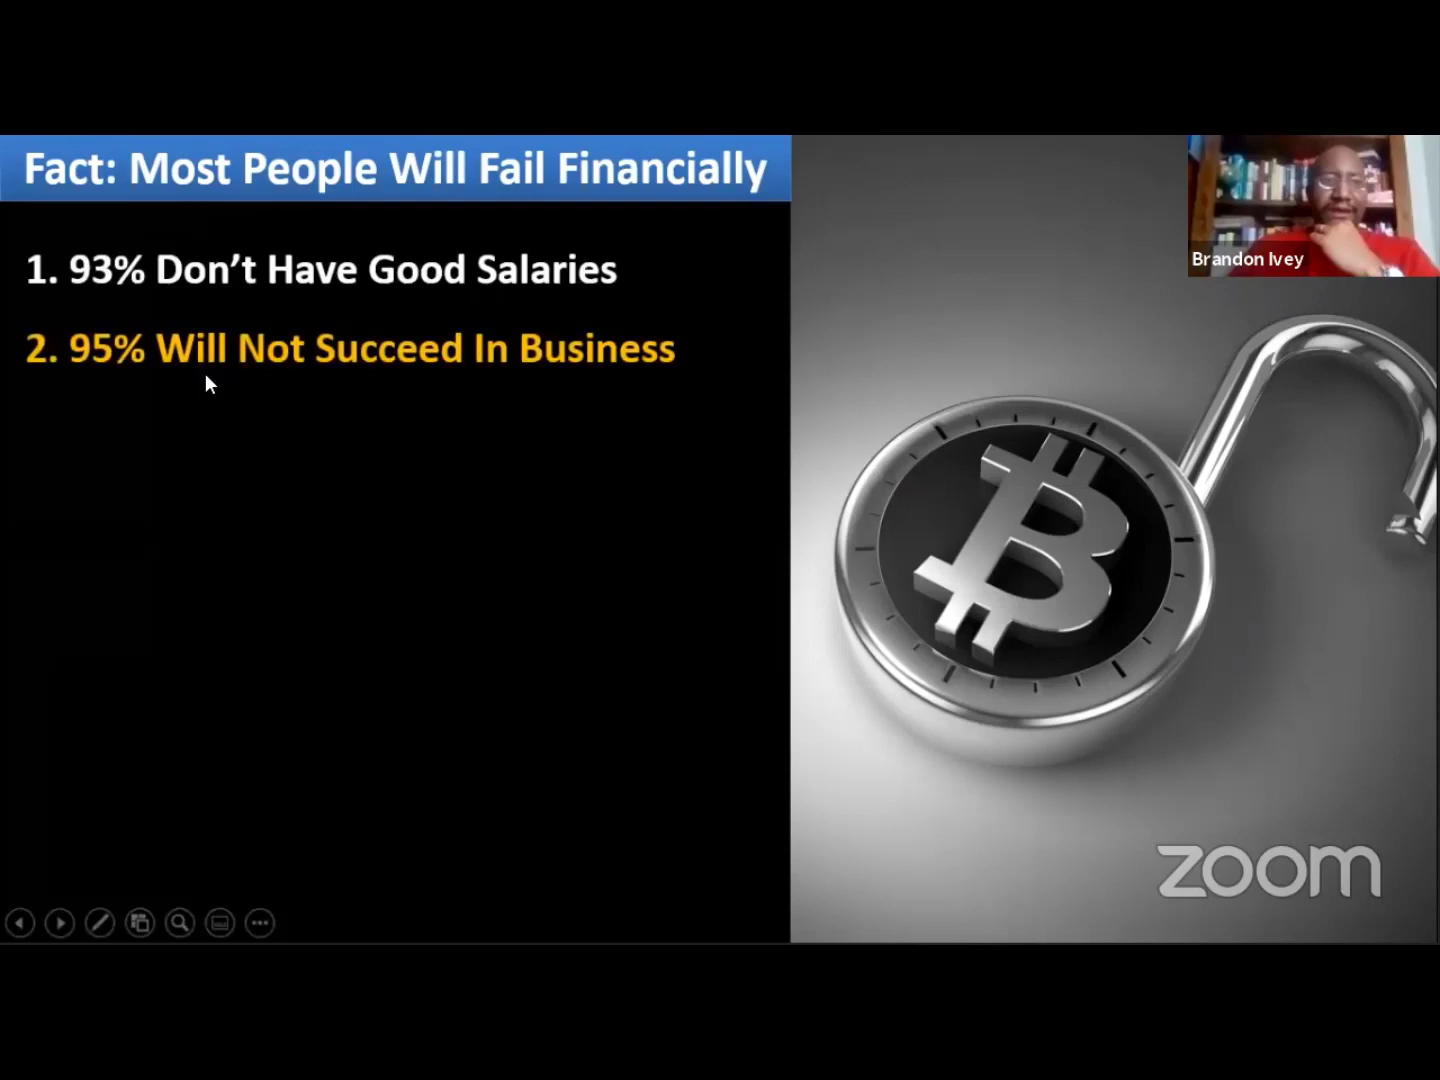 Fact: Most People Will Fail Financially
1. 93% Don’t Have Good Salaries
2. 95% Will Not Succeed In Business
Brandon Ivey
zoom